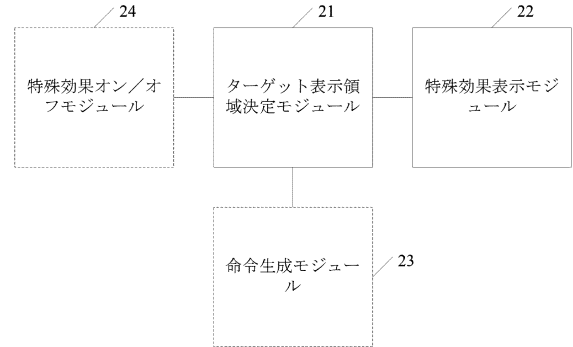 24
21
22
特殊効果オン／オ
フモジュール
ターゲット表示領
域決定モジュール
特殊効果表示モジ
ュール
命令生成モジュー
ル
23